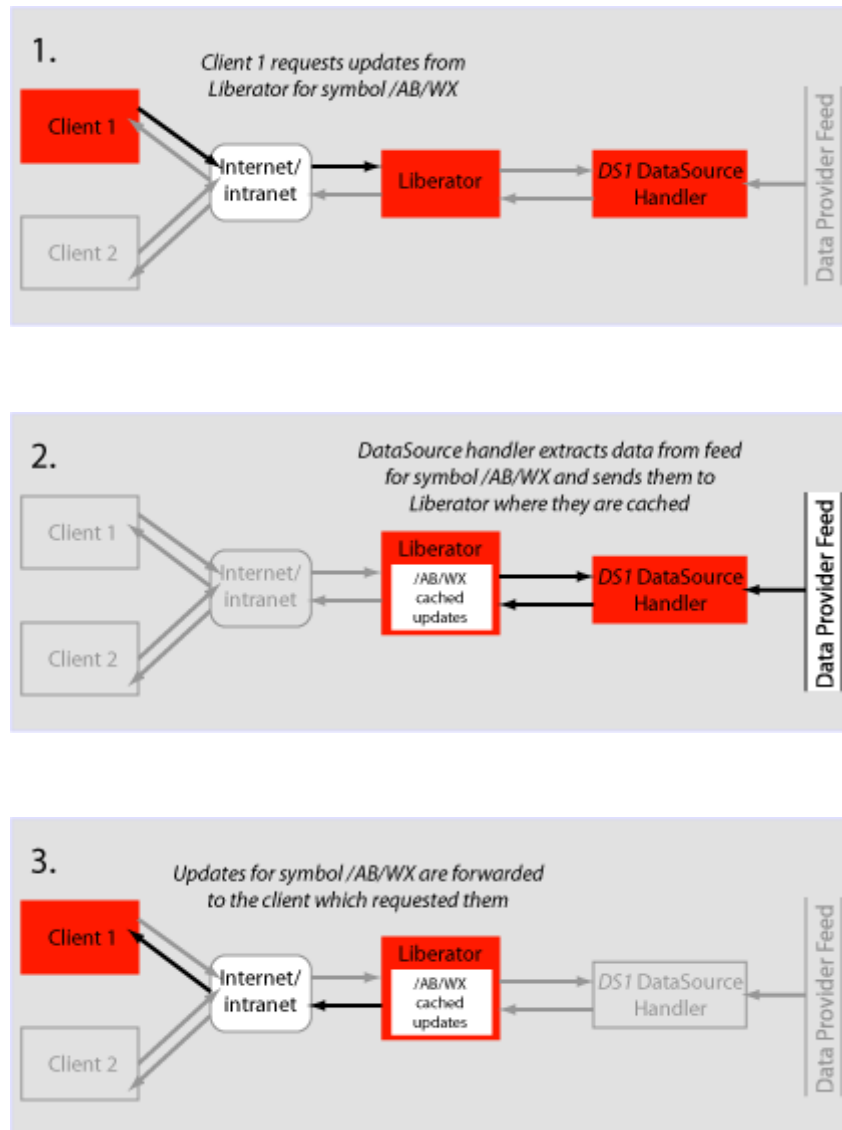 1.
Client 1 requests updates from
Liberator for symbol /AB/WX
Client 1
Internet/
intranet
Liberator
DS1 DataSource
Handler
Data Provider Feed
Client 2
2.
DataSource handler extracts data from feed
for symbol /AB/WX and sends them to
Liberator where they are cached
Client 1
Internet/
intranet
Liberator
/AB/WX
cached
updates
DS1 DataSource
Handler
Data Provider Feed
Client 2
3.
Updates for symbol /AB/WX are forwarded
to the client which requested them
Client 1
Internet/
intranet
Liberator
/AB/WX
cached
updates
DS1 DataSource
Handler
Data Provider Feed
Client 2